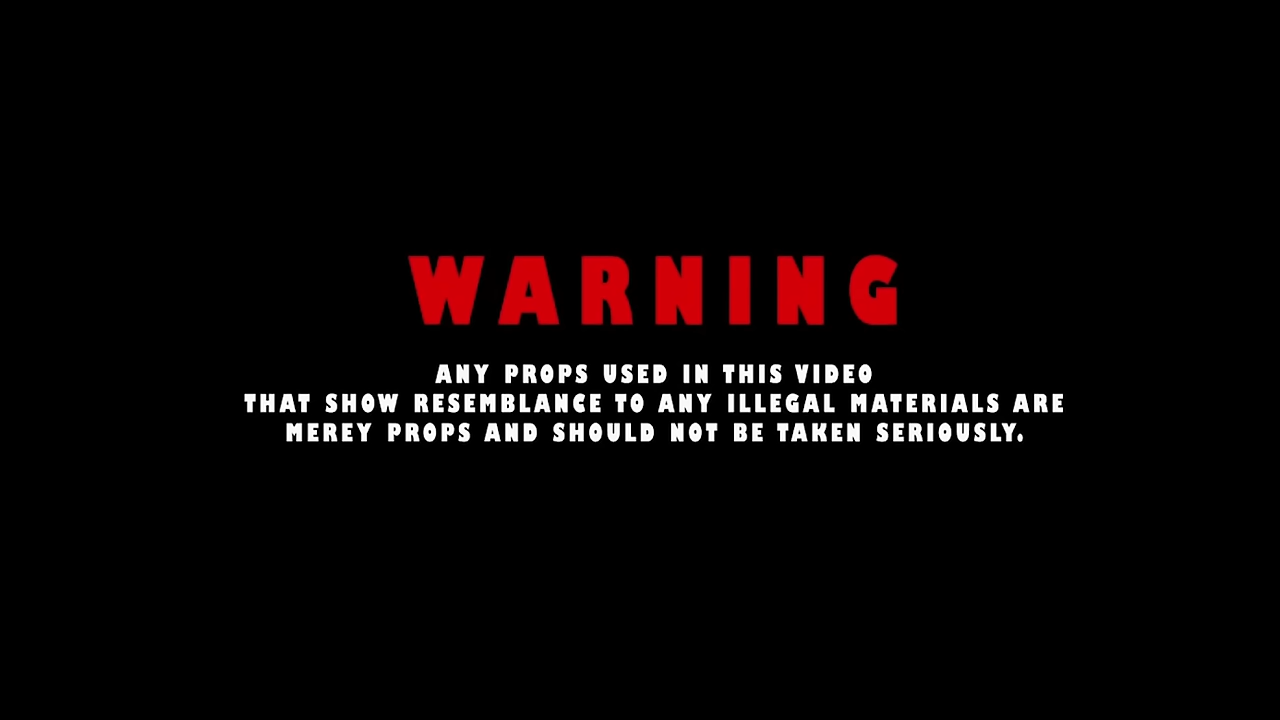 WARNING
ANY PROPS USED IN THIS VIDEO
THAT SHOW RESEMBLANCE TO ANY ILLEGAL MATERIALS ARE
MEREY PROPS AND SHOULD NOT BE TAKEN SERIOUSLY.